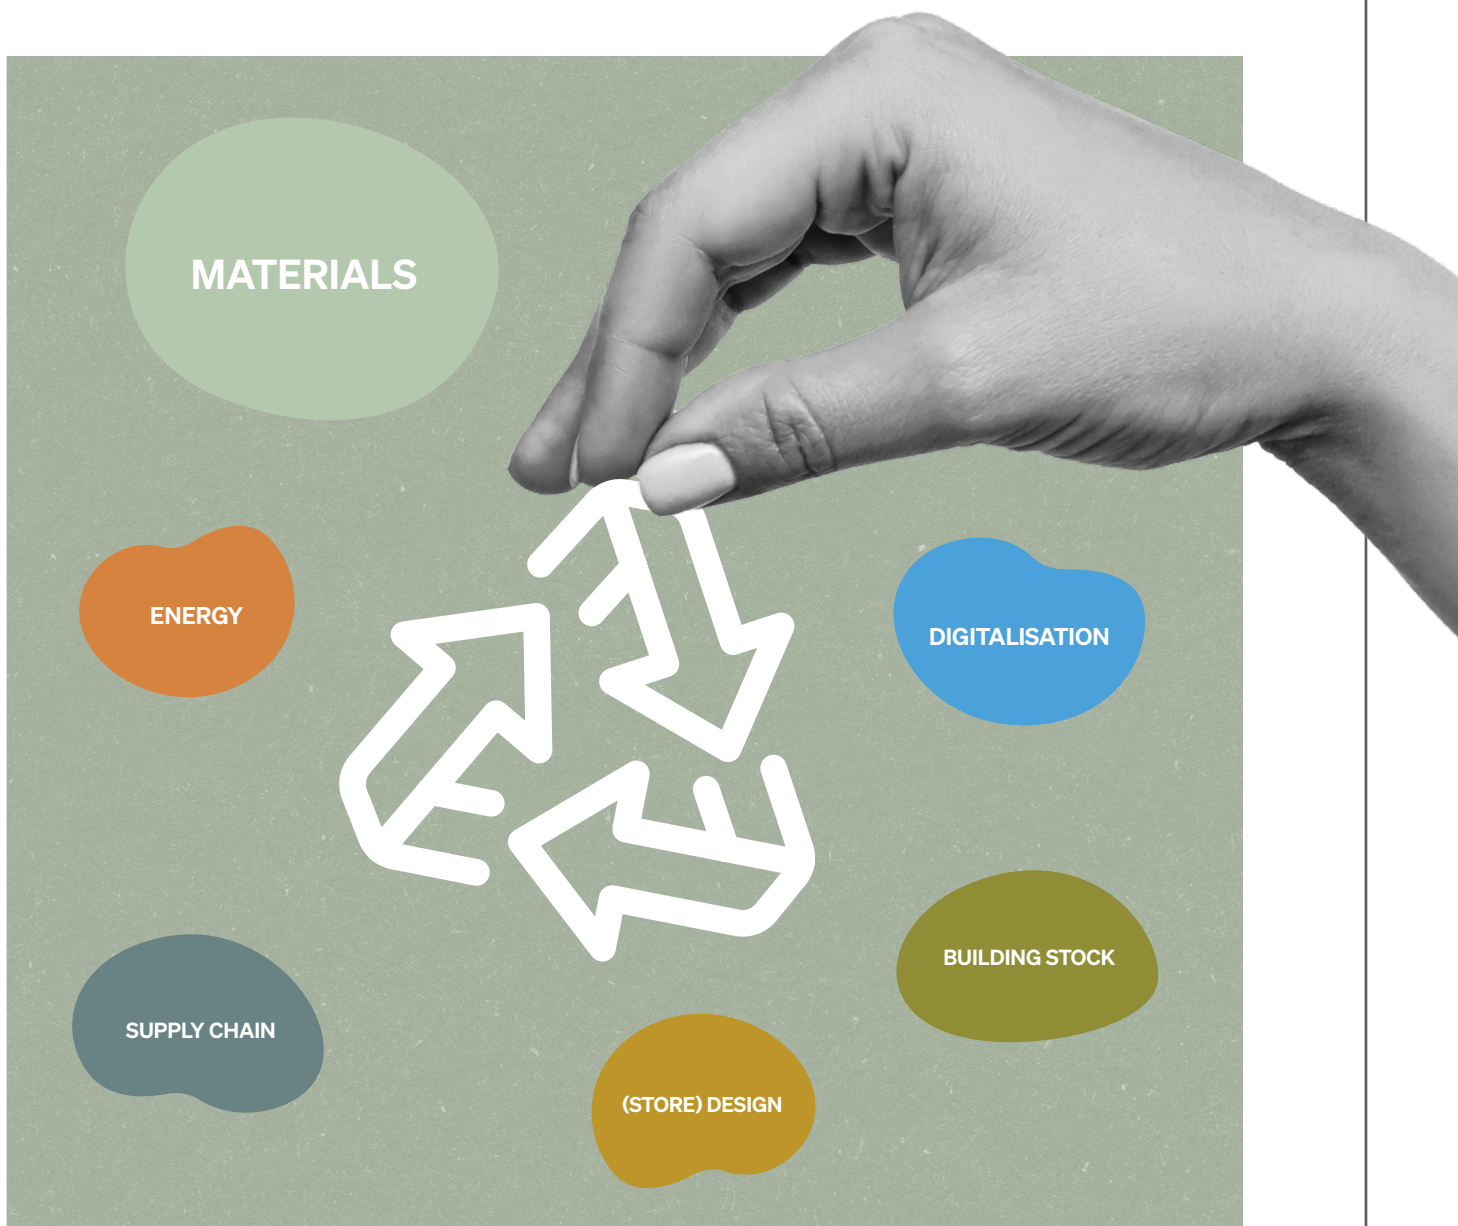 MATERIALS
ENERGY
DIGITALISATION
BUILDING STOCK
SUPPLY CHAIN
(STORE) DESIGN